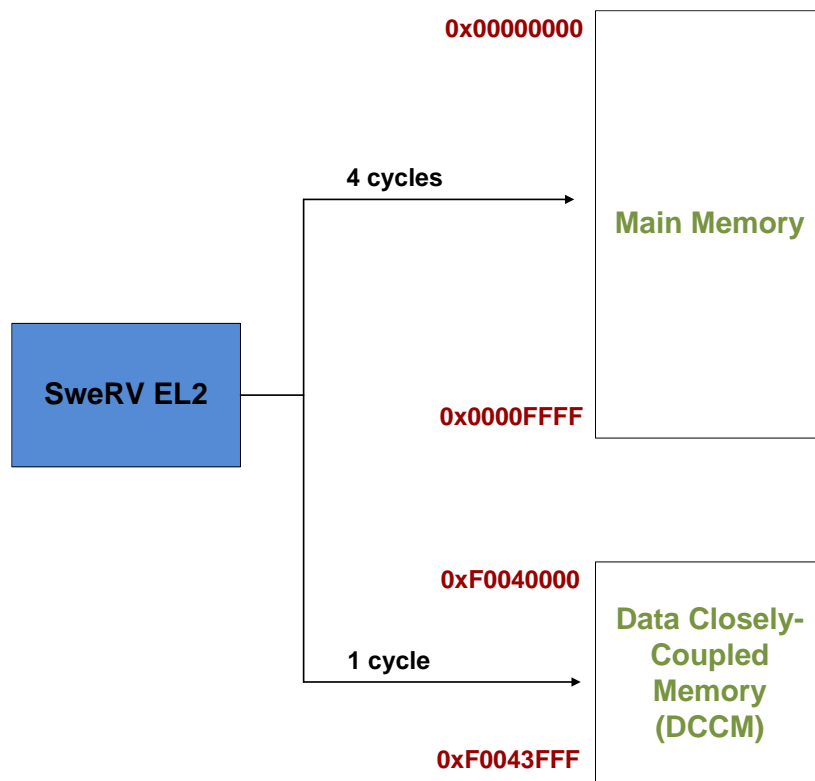 0x00000000
4 cycles
Main Memory
SweRV EL2
0x0000FFFF
0xF0040000
Data Closely-
Coupled
Memory
(DCCM)
1 cycle
0xF0043FFF